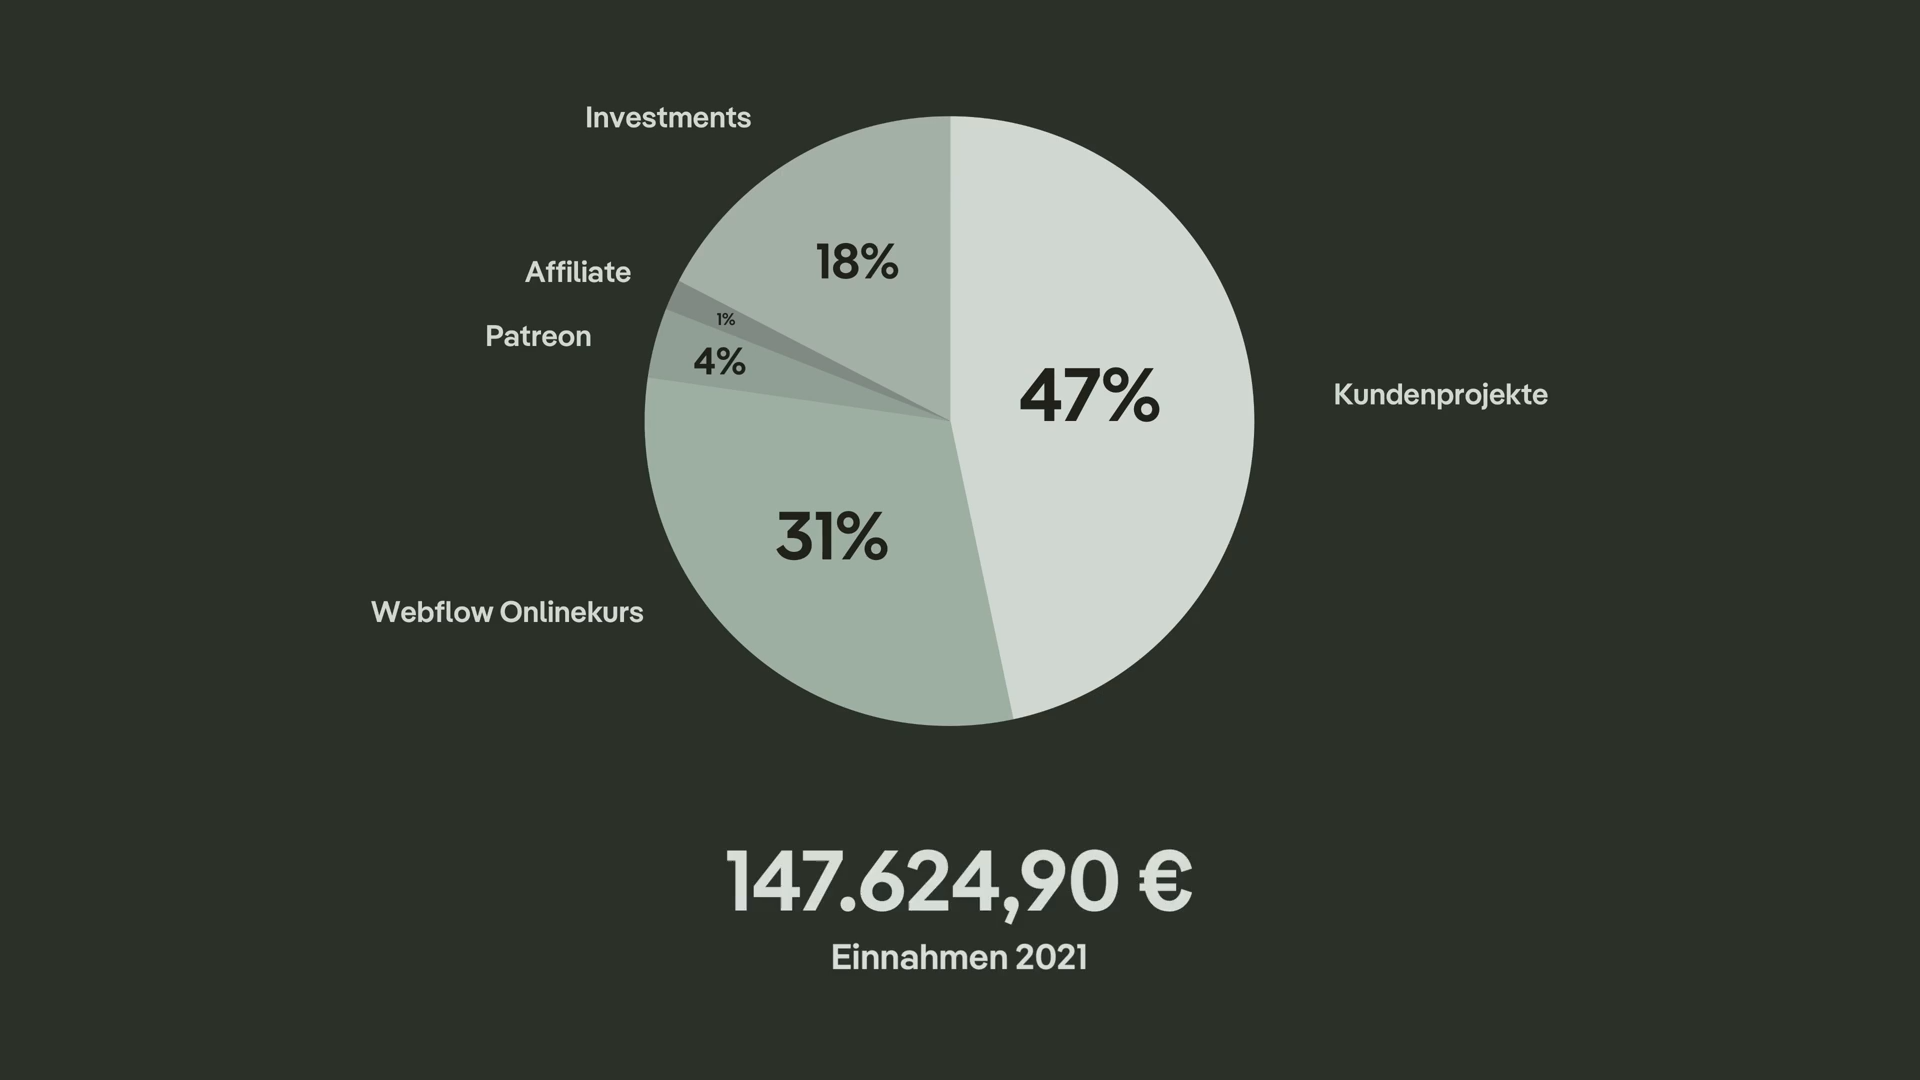 Investments
18%
Affiliate
1%
Patreon
4%
47%
Kundenprojekte
31%
Webflow Onlinekurs
147.624,90 €
Einnahmen 2021